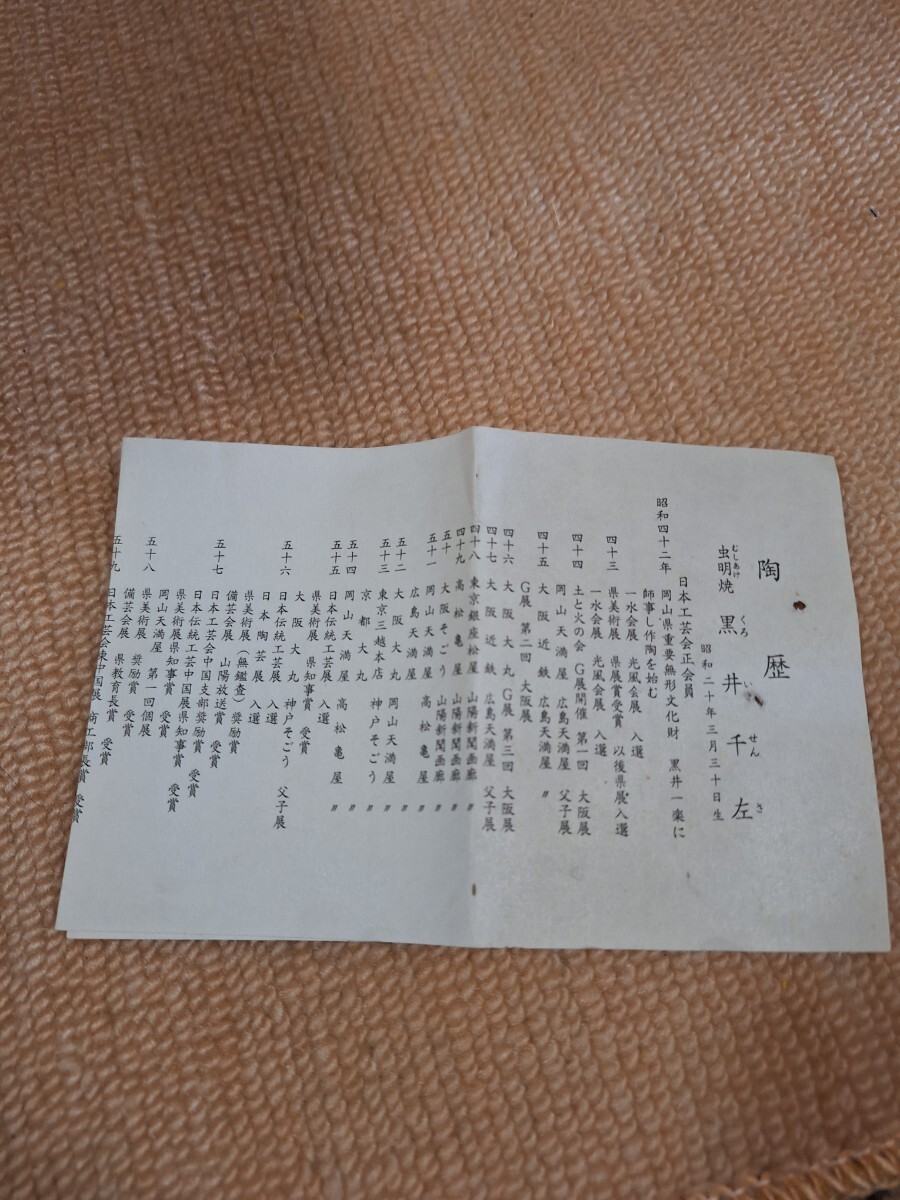 陶歴
虫明焼 黒井千左
むしあけ くろいせんさ
昭和二十年三月三十日生
日本工芸会正会員
岡山県重要無形文化財 黒井一楽に
師事し作陶を始む
昭和四十二年 一水会展 光風会展 入選
四十三 県美術展 県展賞受賞 以後県展入選
一水会展 光風会展 入選
四十四 土と火の会 G展開催 第一回 大阪展
岡山天満屋 広島天満屋 父子展
四十五 大阪近鉄 広島天満屋 〃
G展 第二回 大阪展
四十六 大阪大丸 G展 第三回 大阪展
四十七 大阪近鉄 広島天満屋 父子展
四十八 東京銀座松屋 山陽新聞画廊 〃
四十九 高松亀屋 山陽新聞画廊 〃
五十 大阪そごう 山陽新聞画廊 〃
五十一 岡山天満屋 高松亀屋 〃
広島天満屋 〃
五十二 大阪大丸 岡山天満屋 〃
五十三 東京三越本店 神戸そごう 〃
京都大丸 〃
五十四 岡山天満屋 〃
五十五 日本伝統工芸展 入選 高松亀屋 〃
県美術展 県知事賞 受賞
大阪大丸 神戸そごう 父子展
五十六 日本伝統工芸展 入選
日本陶芸展 入選
県美術展(無鑑査)奨励賞
備芸会展 山陽放送賞 受賞
五十七 日本工芸会中国支部奨励賞 受賞
日本伝統工芸中国展県知事賞 受賞
県美術展県知事賞 受賞
岡山天満屋 第一回個展
五十八 県美術展 奨励賞 受賞
備芸会展 県教育長賞 受賞
五十九 日本工芸会東中国展 商工部長賞 受賞